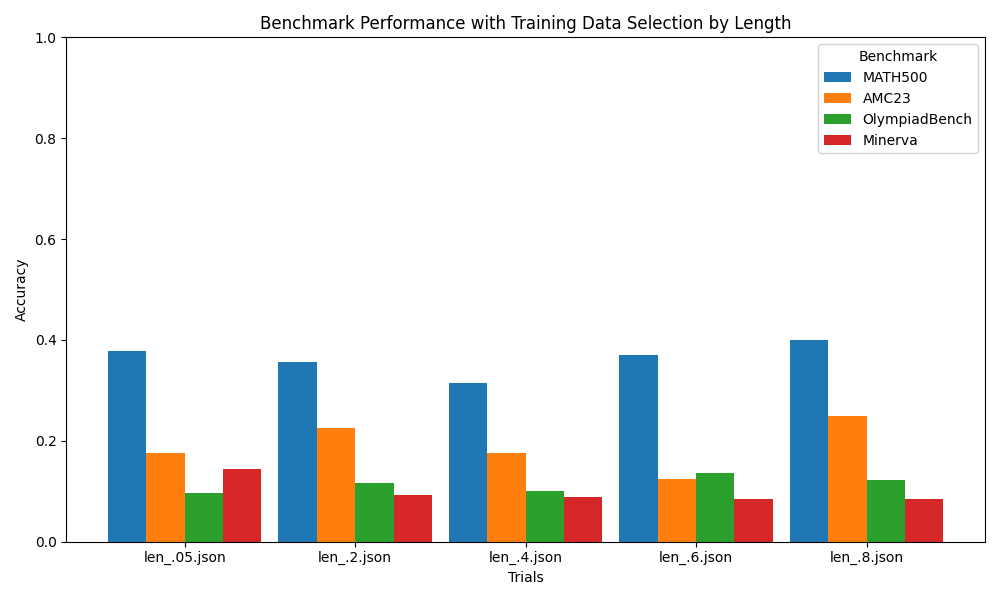 Benchmark Performance with Training Data Selection by Length
Benchmark
MATH500
AMC23
OlympiadBench
Minerva
Accuracy
1.0
0.8
0.6
0.4
0.2
0.0
len_.05.json
len_.2.json
len_.4.json
len_.6.json
len_.8.json
Trials